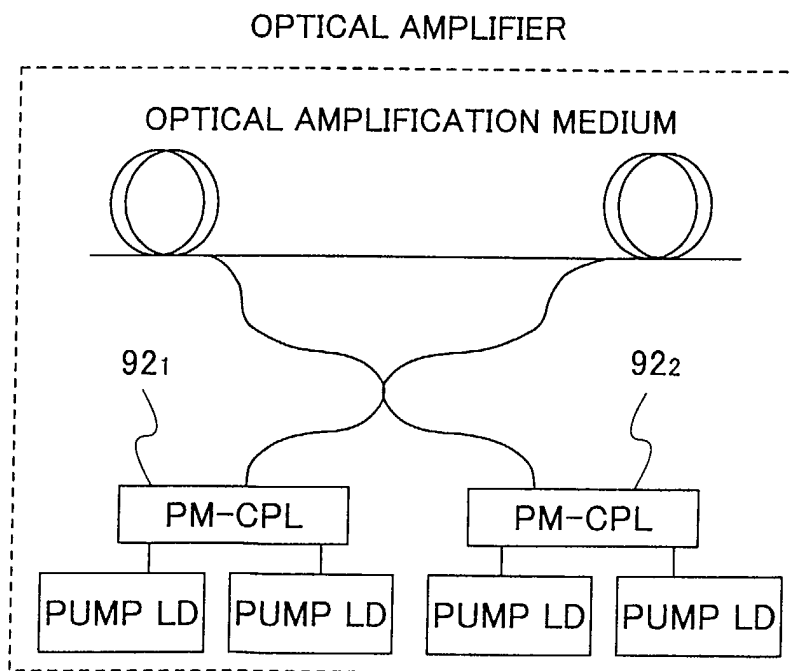 OPTICAL AMPLIFIER
OPTICAL AMPLIFICATION MEDIUM
92₁ 92₂
PM-CPL PM-CPL
PUMP LD PUMP LD PUMP LD PUMP LD